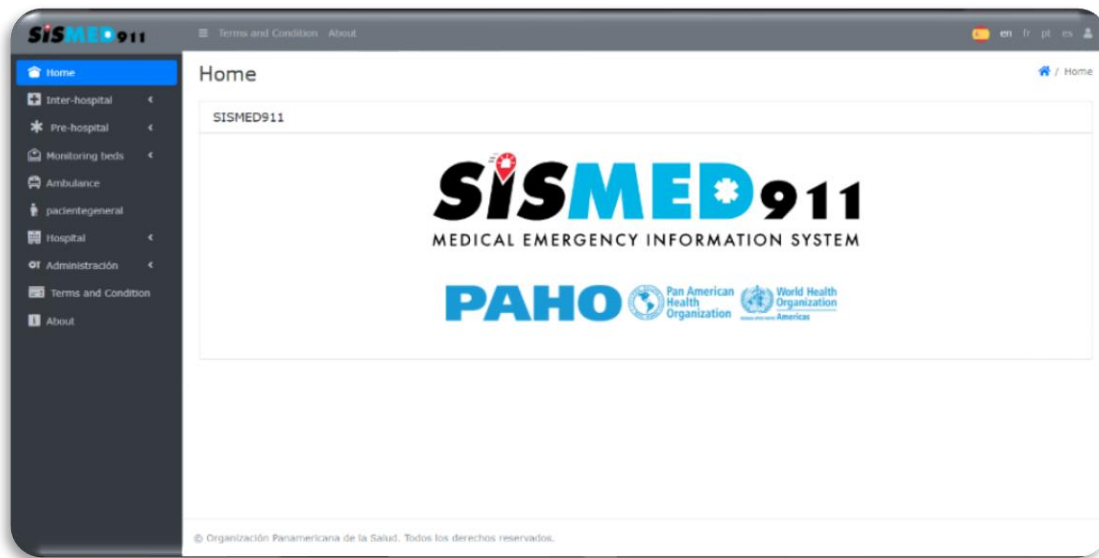 SISMED911
Terms and Condition About
en fr pt es
Home
Inter-hospital
Pre-hospital
Monitoring beds
Ambulance
pacientegeneral
Hospital
Administración
Terms and Condition
About
Home
/ Home
SISMED911
SISMED911
MEDICAL EMERGENCY INFORMATION SYSTEM
PAHO
Pan American
Health
Organization
World Health
Organization
Americas
© Organización Panamericana de la Salud. Todos los derechos reservados.